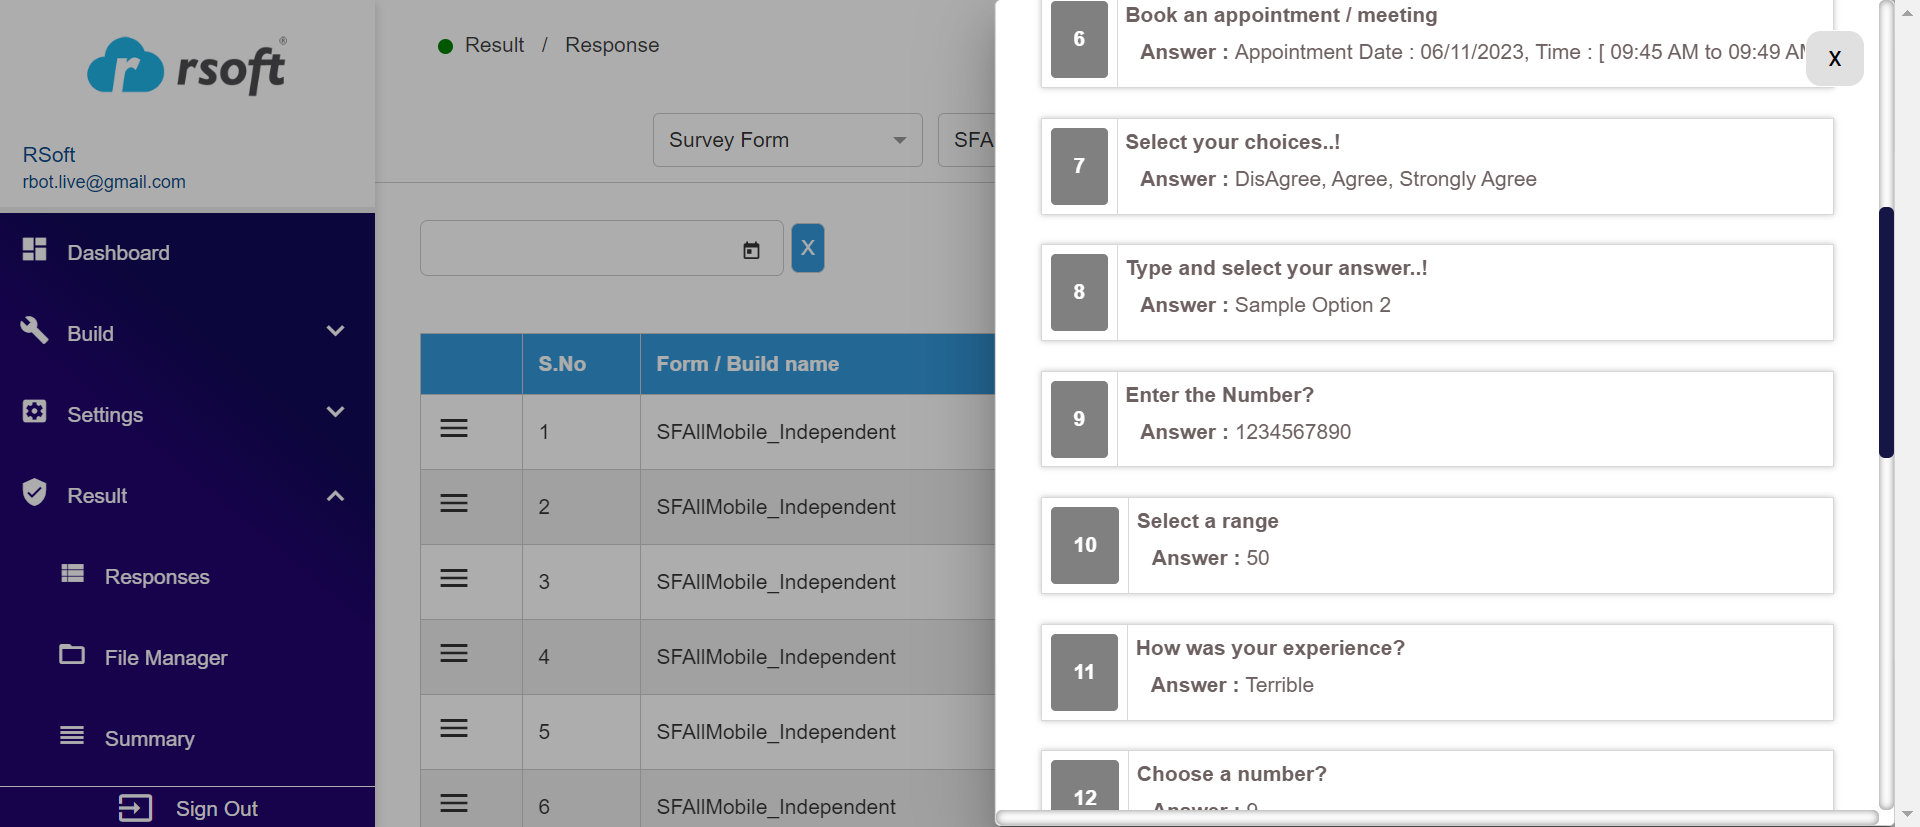 rsoft®
RSoft
rbot.live@gmail.com
Dashboard
Build
Settings
Result
Responses
File Manager
Summary
Sign Out
Result / Response
Survey Form
SFA
X
S.No Form / Build name
1 SFAllMobile_Independent
2 SFAllMobile_Independent
3 SFAllMobile_Independent
4 SFAllMobile_Independent
5 SFAllMobile_Independent
6 SFAllMobile_Independent
X
6
Book an appointment / meeting
Answer : Appointment Date : 06/11/2023, Time : [ 09:45 AM to 09:49 AM
7
Select your choices..!
Answer : DisAgree, Agree, Strongly Agree
8
Type and select your answer..!
Answer : Sample Option 2
9
Enter the Number?
Answer : 1234567890
10
Select a range
Answer : 50
11
How was your experience?
Answer : Terrible
12
Choose a number?
Answer : 9